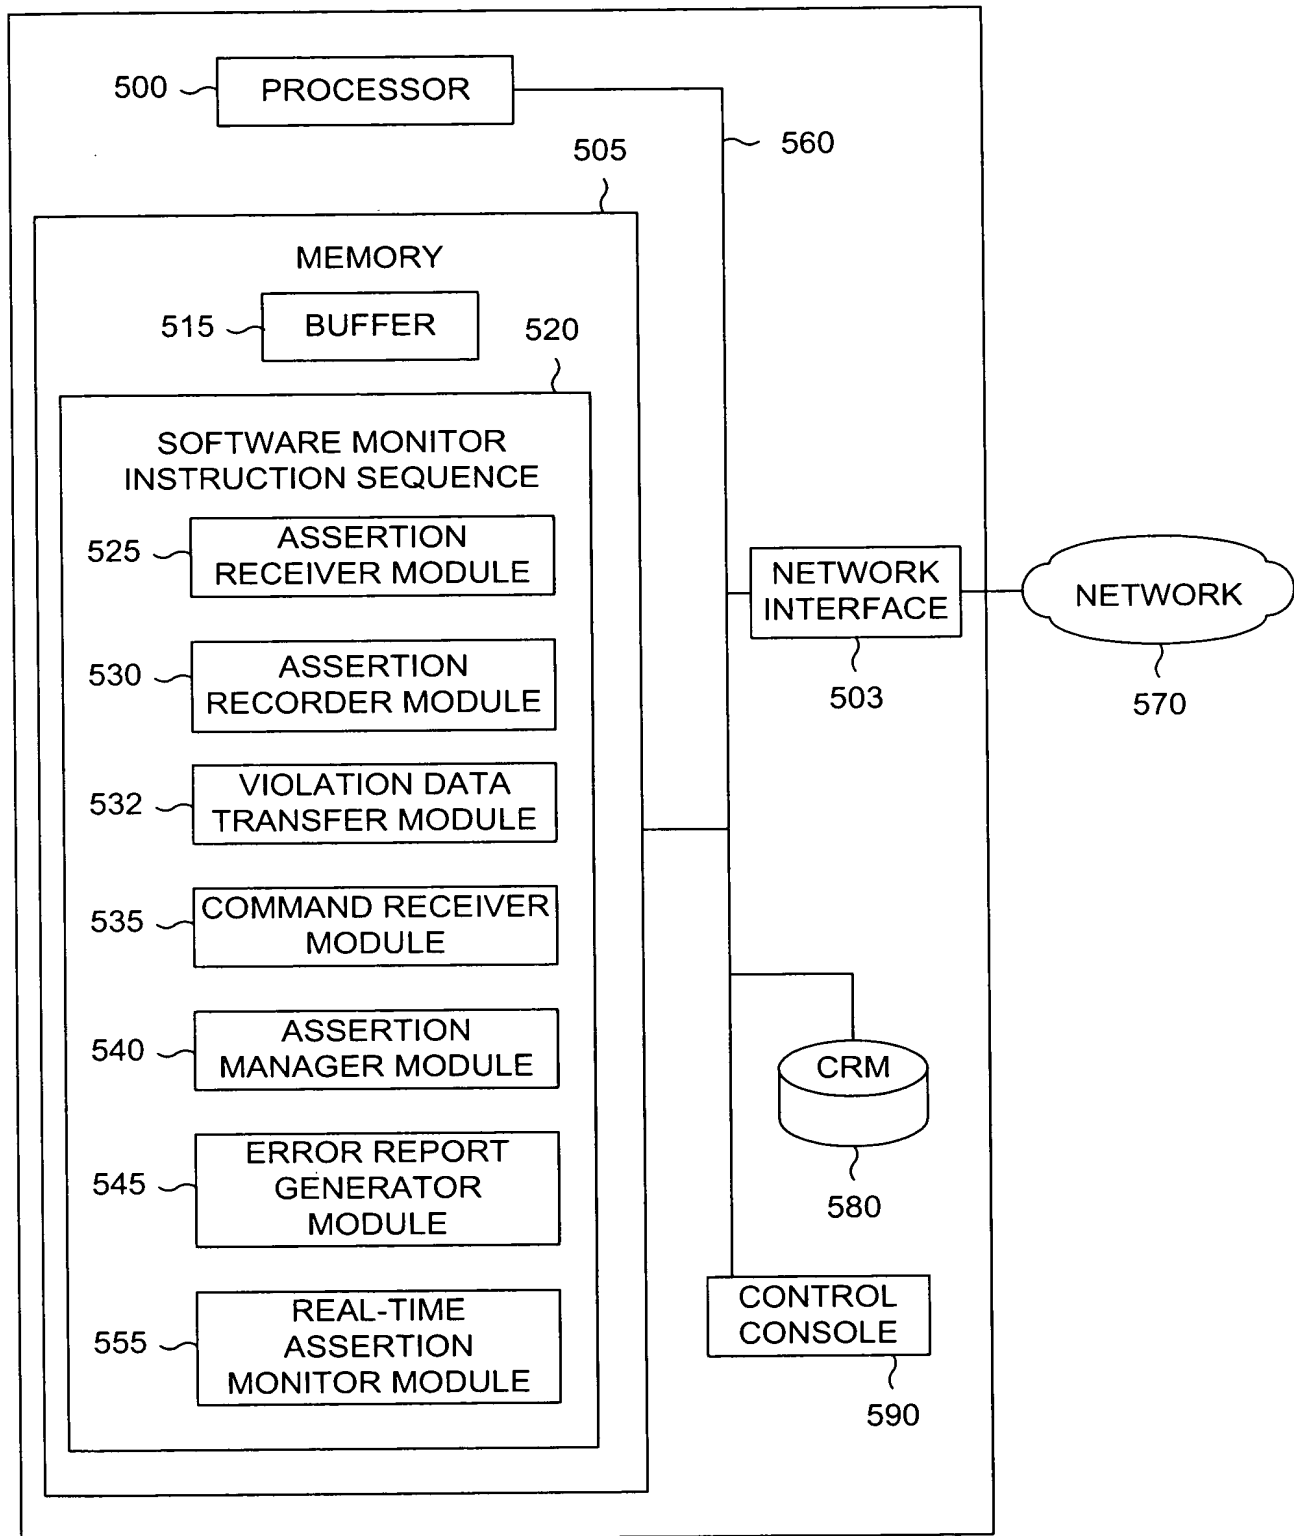 500
PROCESSOR
560
505
MEMORY
515
BUFFER
520
SOFTWARE MONITOR
INSTRUCTION SEQUENCE
525
ASSERTION
RECEIVER MODULE
530
ASSERTION
RECORDER MODULE
532
VIOLATION DATA
TRANSFER MODULE
535
COMMAND RECEIVER
MODULE
540
ASSERTION
MANAGER MODULE
545
ERROR REPORT
GENERATOR
MODULE
555
REAL-TIME
ASSERTION
MONITOR MODULE
NETWORK
INTERFACE
503
NETWORK
570
CRM
580
CONTROL
CONSOLE
590